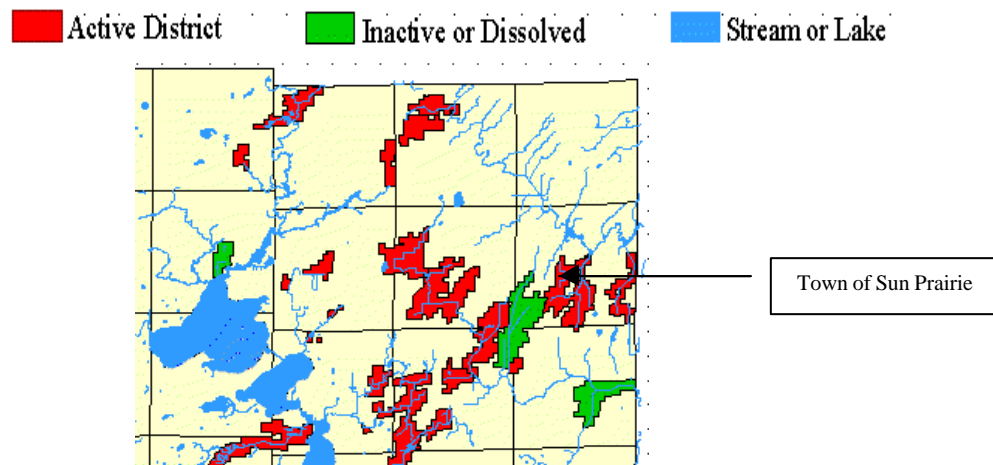 Active District Inactive or Dissolved Stream or Lake
Town of Sun Prairie